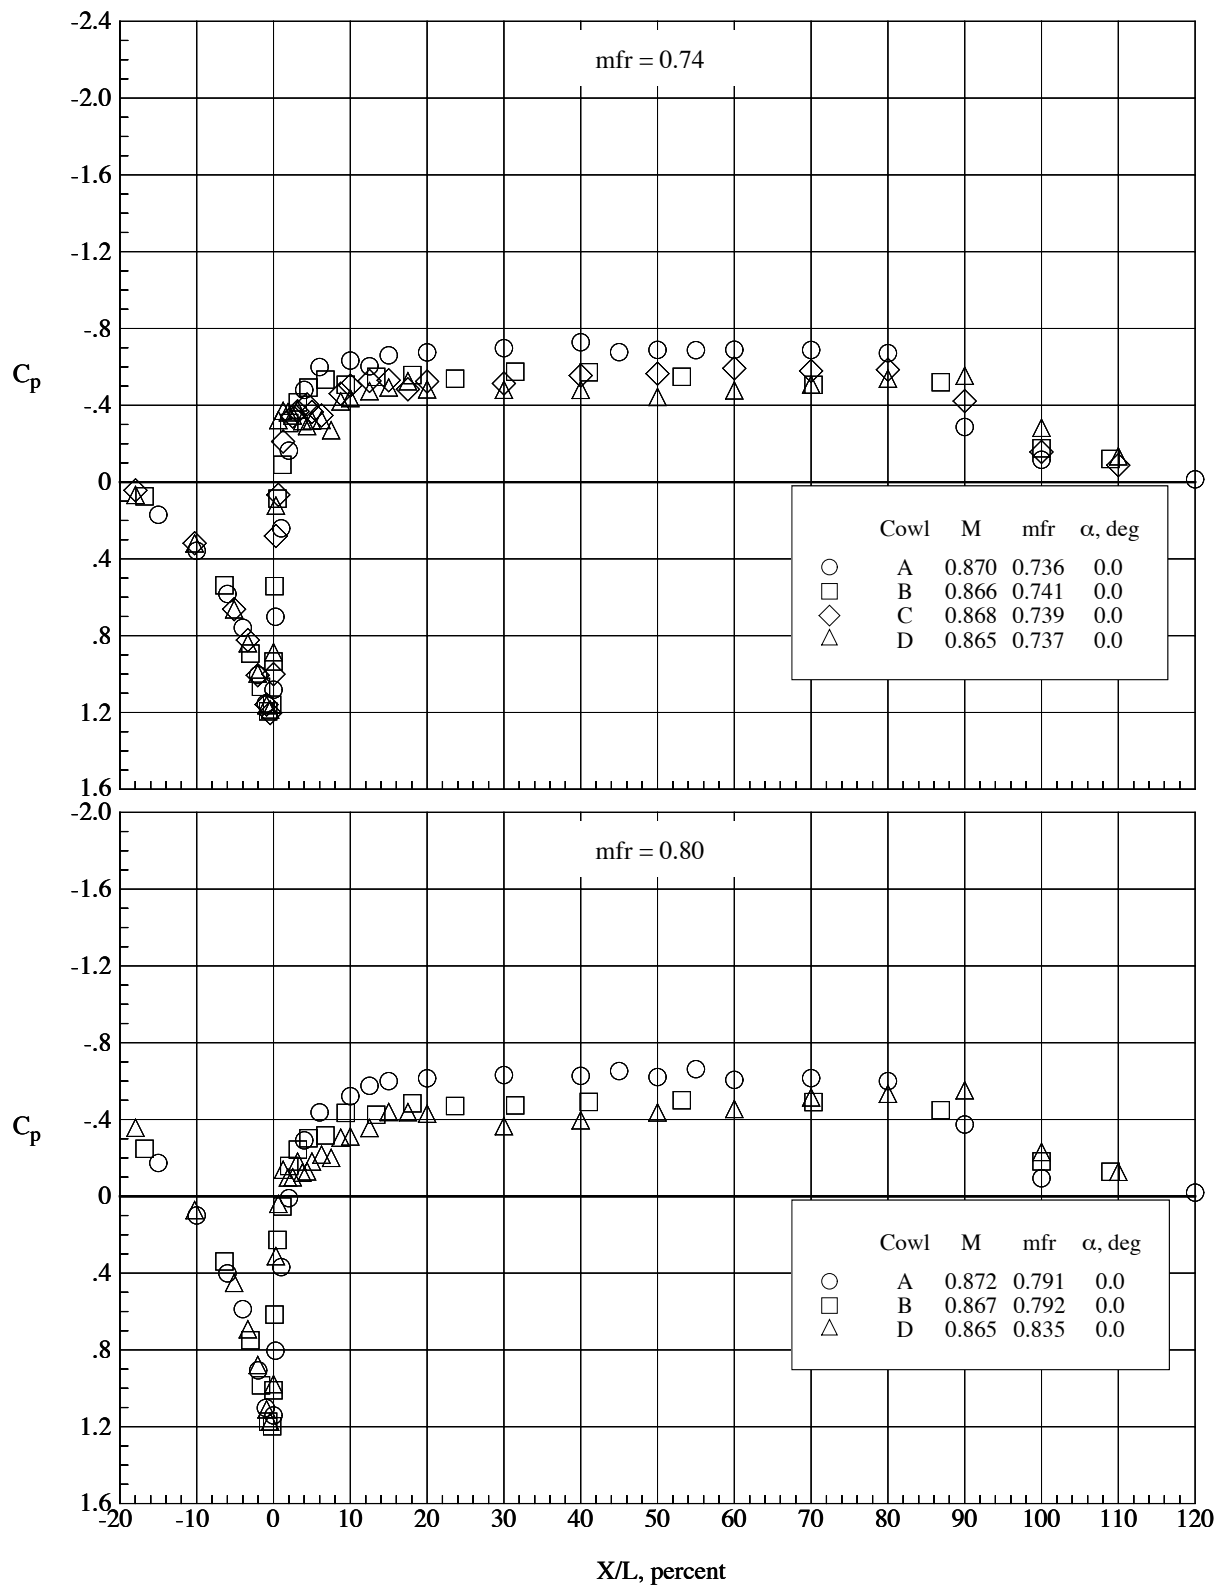 -2.4
mfr = 0.74
-2.0
-1.6
-1.2
-.8
Cp
-.4
0
.4
.8
1.2
1.6
Cowl M mfr α, deg
A 0.870 0.736 0.0
B 0.866 0.741 0.0
C 0.868 0.739 0.0
D 0.865 0.737 0.0
-2.0
mfr = 0.80
-1.6
-1.2
-.8
Cp
-.4
0
.4
.8
1.2
1.6
Cowl M mfr α, deg
A 0.872 0.791 0.0
B 0.867 0.792 0.0
D 0.865 0.835 0.0
-20 -10 0 10 20 30 40 50 60 70 80 90 100 110 120
X/L, percent